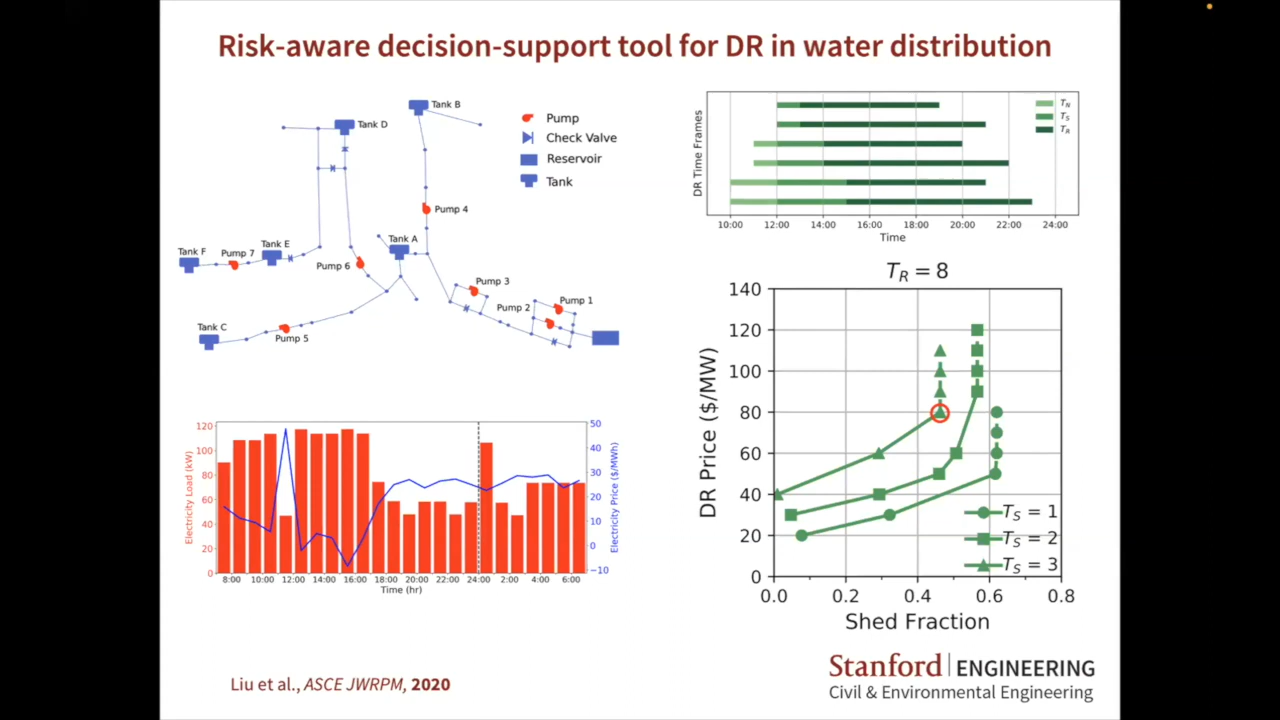 Risk-aware decision-support tool for DR in water distribution
Tank B
Tank D
Pump
Check Valve
Reservoir
Tank
Pump 4
Tank A
Tank F
Pump 7
Tank E
Pump 6
Pump 3
Pump 2
Pump 1
Tank C
Pump 5
DR Time Frames
T_N
T_S
T_R
10:00 12:00 14:00 16:00 18:00 20:00 22:00 24:00
Time
Electricity Load (kW)
120
100
80
60
40
20
0
50
40
30
20
10
0
−10
Electricity Price ($/MWh)
8:00 10:00 12:00 14:00 16:00 18:00 20:00 22:00 24:00 2:00 4:00 6:00
Time (hr)
T_R = 8
DR Price ($/MW)
140
120
100
80
60
40
20
0
T_S = 1
T_S = 2
T_S = 3
0.0 0.2 0.4 0.6 0.8
Shed Fraction
Liu et al., ASCE JWRPM, 2020
Stanford | ENGINEERING
Civil & Environmental Engineering